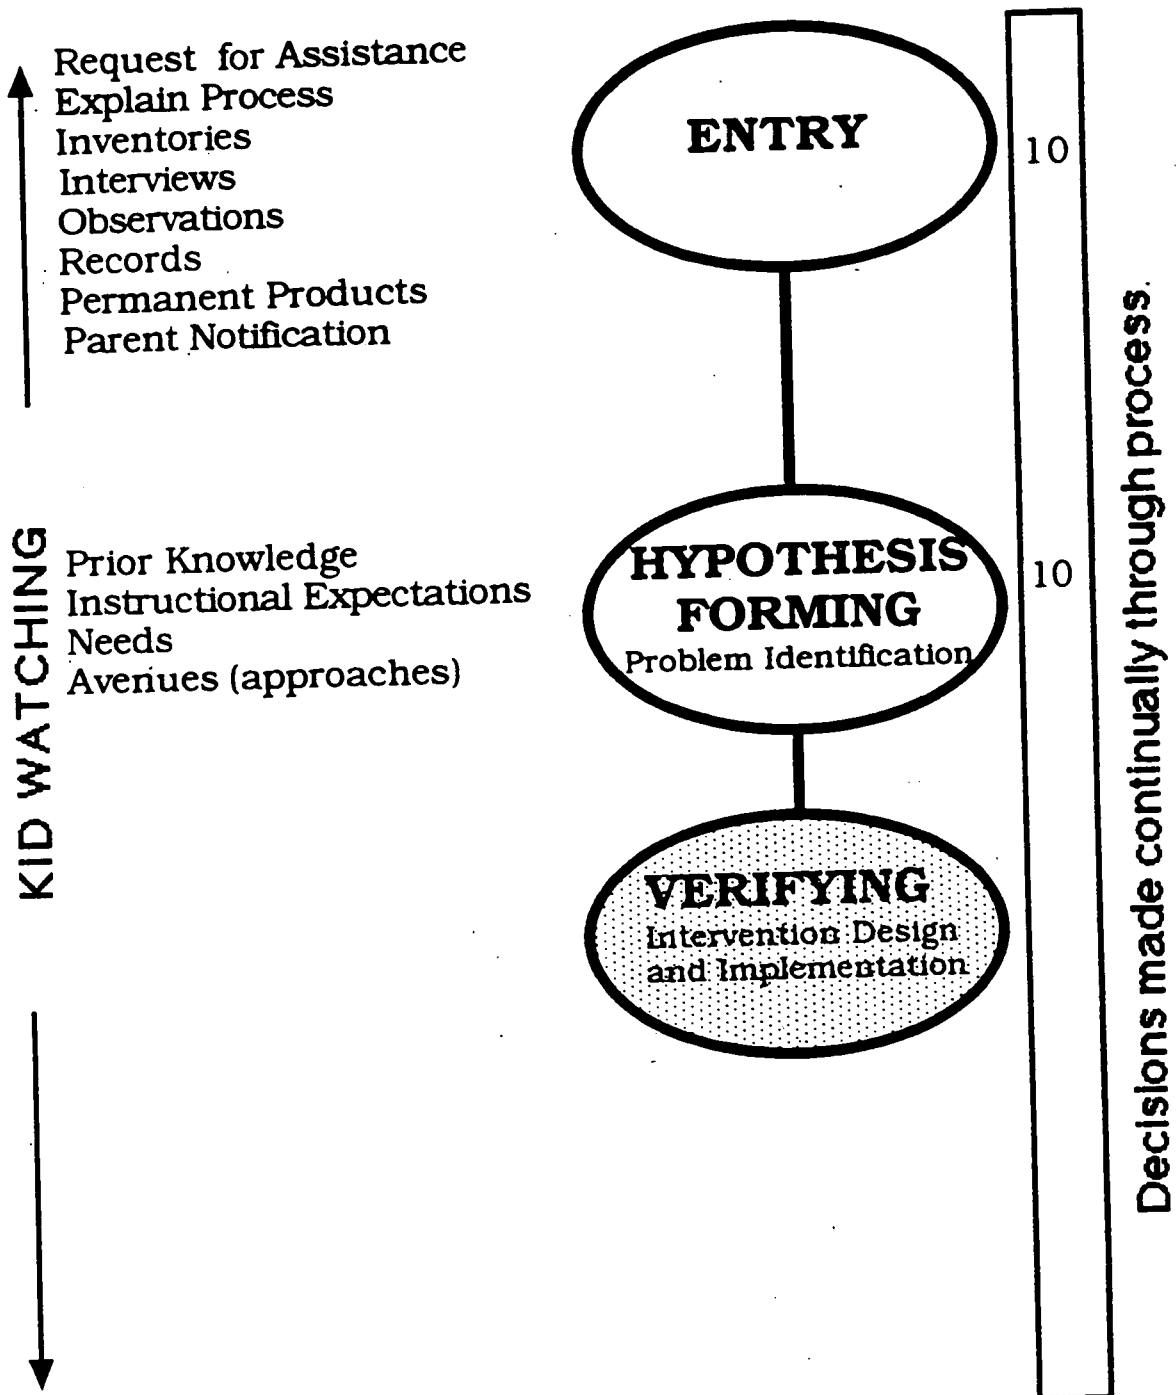 Request for Assistance
Explain Process
Inventories
Interviews
Observations
Records
Permanent Products
Parent Notification
ENTRY
10
KID WATCHING
Prior Knowledge
Instructional Expectations
Needs
Avenues (approaches)
HYPOTHESIS
FORMING
Problem Identification
10
VERIFYING
Intervention Design
and Implementation
Decisions made continually through process.